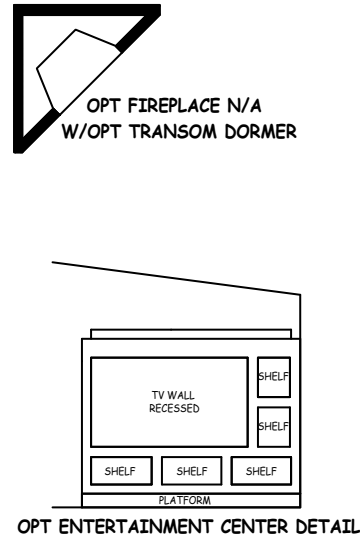 OPT FIREPLACE N/A
W/OPT TRANSOM DORMER
TV WALL
RECESSED
SHELF
SHELF
SHELF
SHELF
SHELF
PLATFORM
OPT ENTERTAINMENT CENTER DETAIL